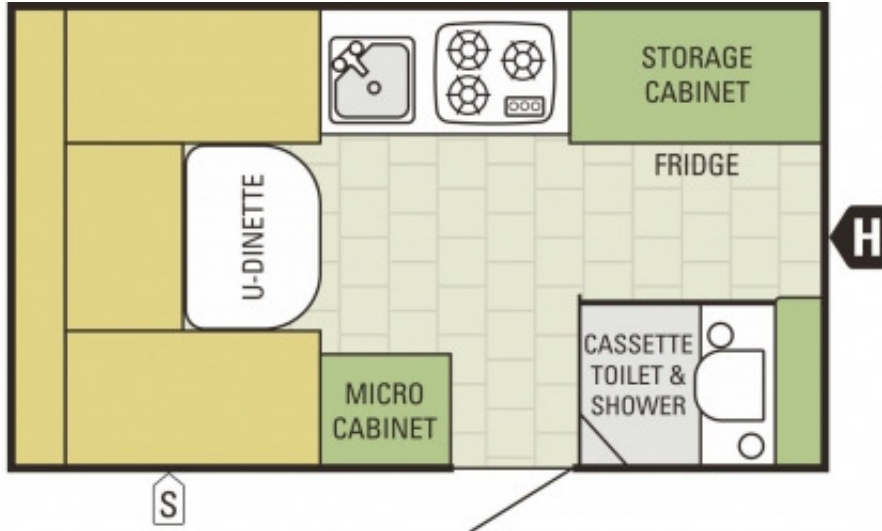 STORAGE
CABINET
FRIDGE
U-DINETTE
H
CASSETTE
TOILET &
SHOWER
MICRO
CABINET
S